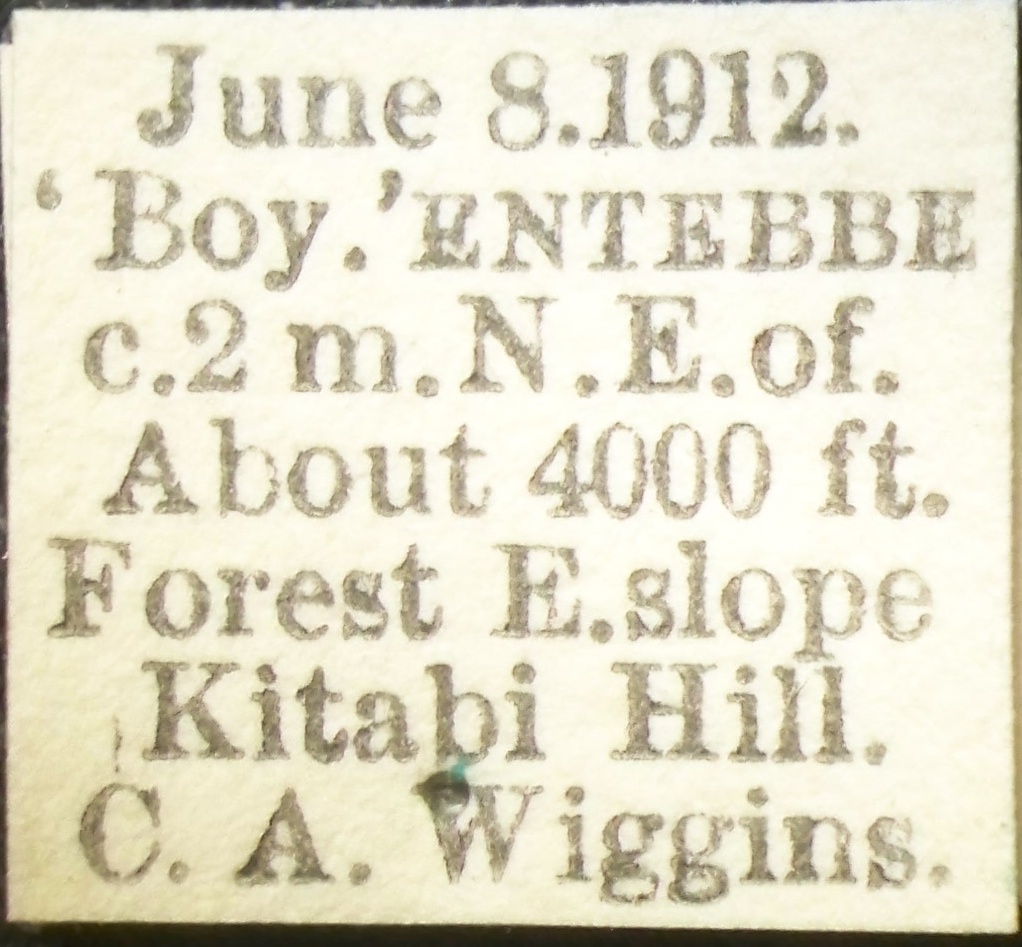 June 8.1912.
‘Boy.’ENTEBBE
c.2 m.N.E.of.
About 4000 ft.
Forest E.slope
Kitabi Hill.
C. A. Wiggins.